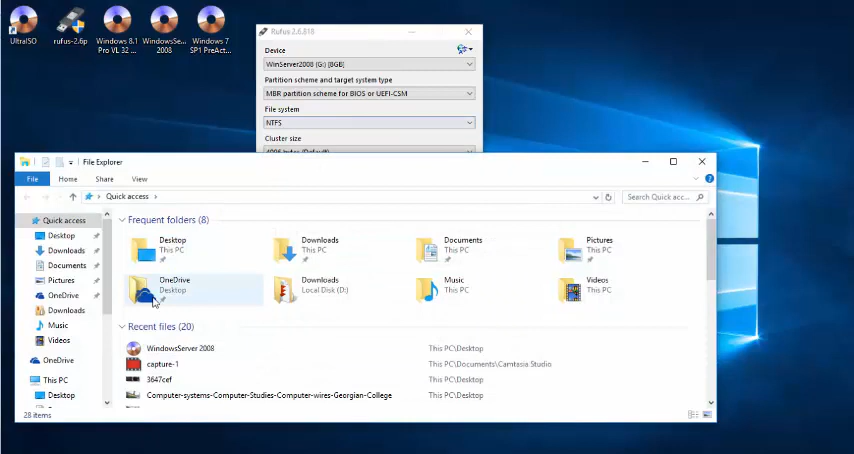 UltraISO
rufus-2.6p
Windows 8.1
Pro VL 32 ...
WindowsSe...
2008
Windows 7
SP1 PreAct...
Rufus 2.6.818
Device
WinServer2008 (G:) [8GB]
Partition scheme and target system type
MBR partition scheme for BIOS or UEFI-CSM
File system
NTFS
Cluster size
4096 bytes (Default)
File Explorer
File Home Share View
Quick access
Search Quick acc...
Quick access
Desktop
Downloads
Documents
Pictures
OneDrive
Downloads
Music
Videos
OneDrive
This PC
Desktop
Frequent folders (8)
Desktop
This PC
Downloads
This PC
Documents
This PC
Pictures
This PC
OneDrive
Desktop
Downloads
Local Disk (D:)
Music
This PC
Videos
This PC
Recent files (20)
WindowsServer 2008 This PC\Desktop
capture-1 This PC\Documents\Camtasia Studio
3647cef This PC\Desktop
Computer-systems-Computer-Studies-Computer-wires-Georgian-College This PC\Desktop
28 items